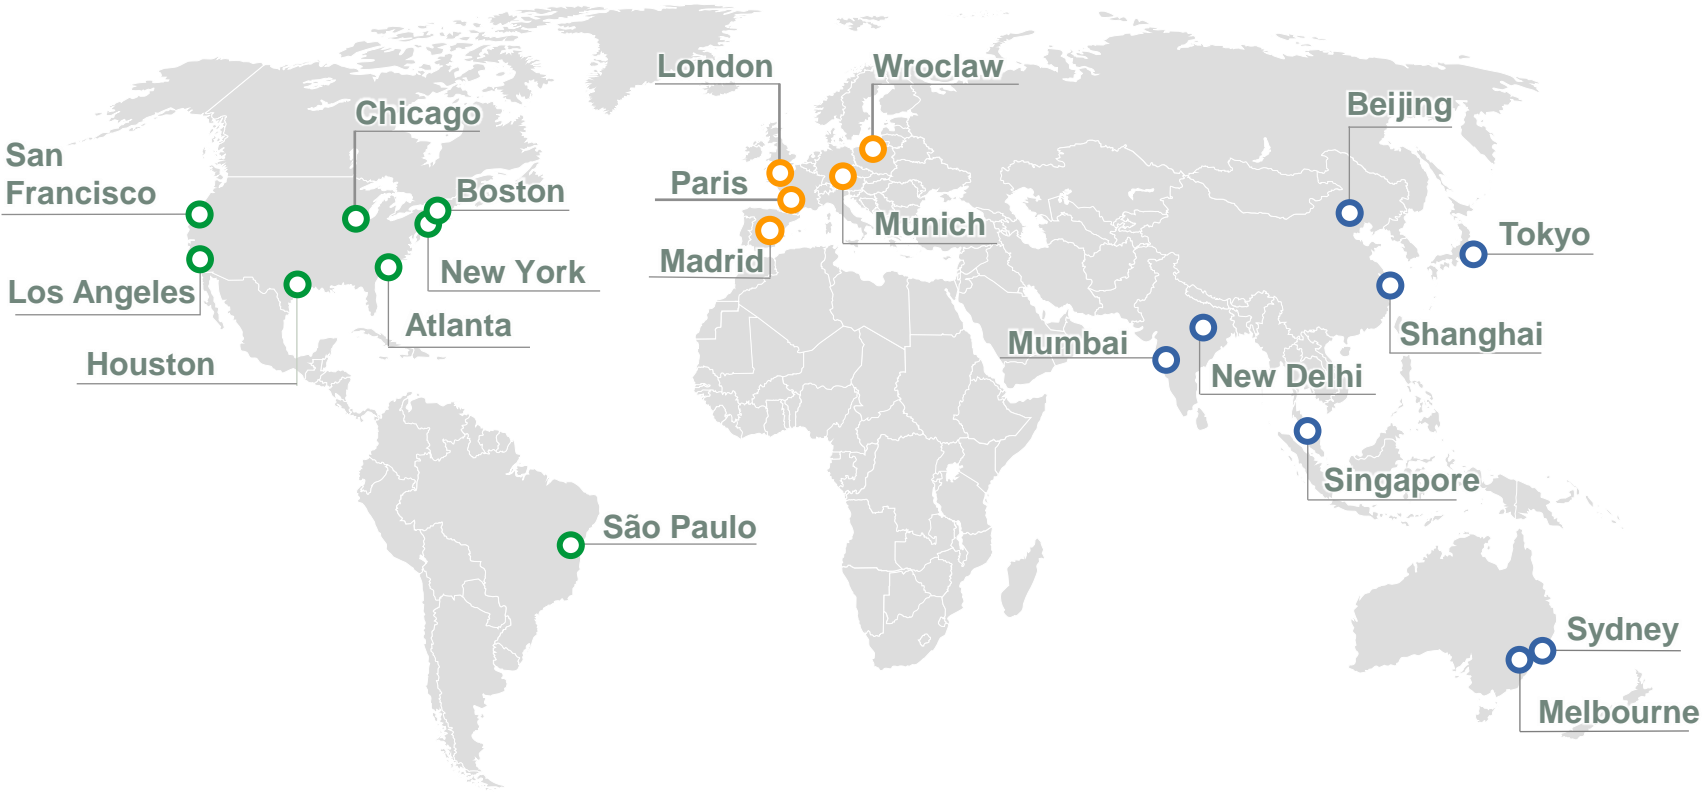 London
Wroclaw
Beijing
Chicago
San
Francisco
Paris
Boston
Munich
Tokyo
Madrid
New York
Los Angeles
Atlanta
Shanghai
Mumbai
Houston
New Delhi
Singapore
São Paulo
Sydney
Melbourne